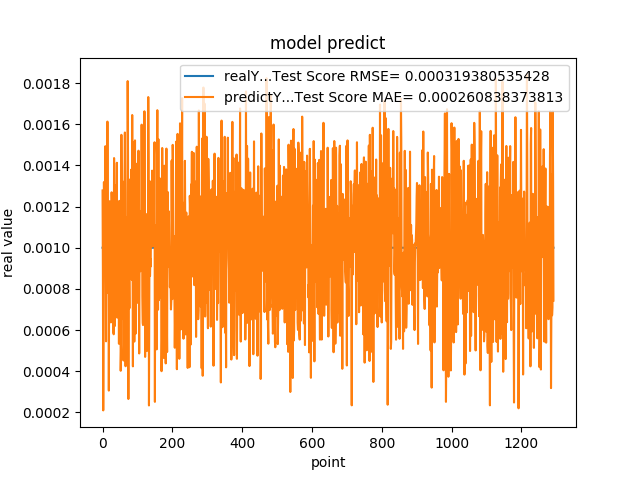 model predict
realY...Test Score RMSE= 0.000319380535428
predictY...Test Score MAE= 0.000260838373813
real value
0.0018
0.0016
0.0014
0.0012
0.0010
0.0008
0.0006
0.0004
0.0002
0 200 400 600 800 1000 1200
point